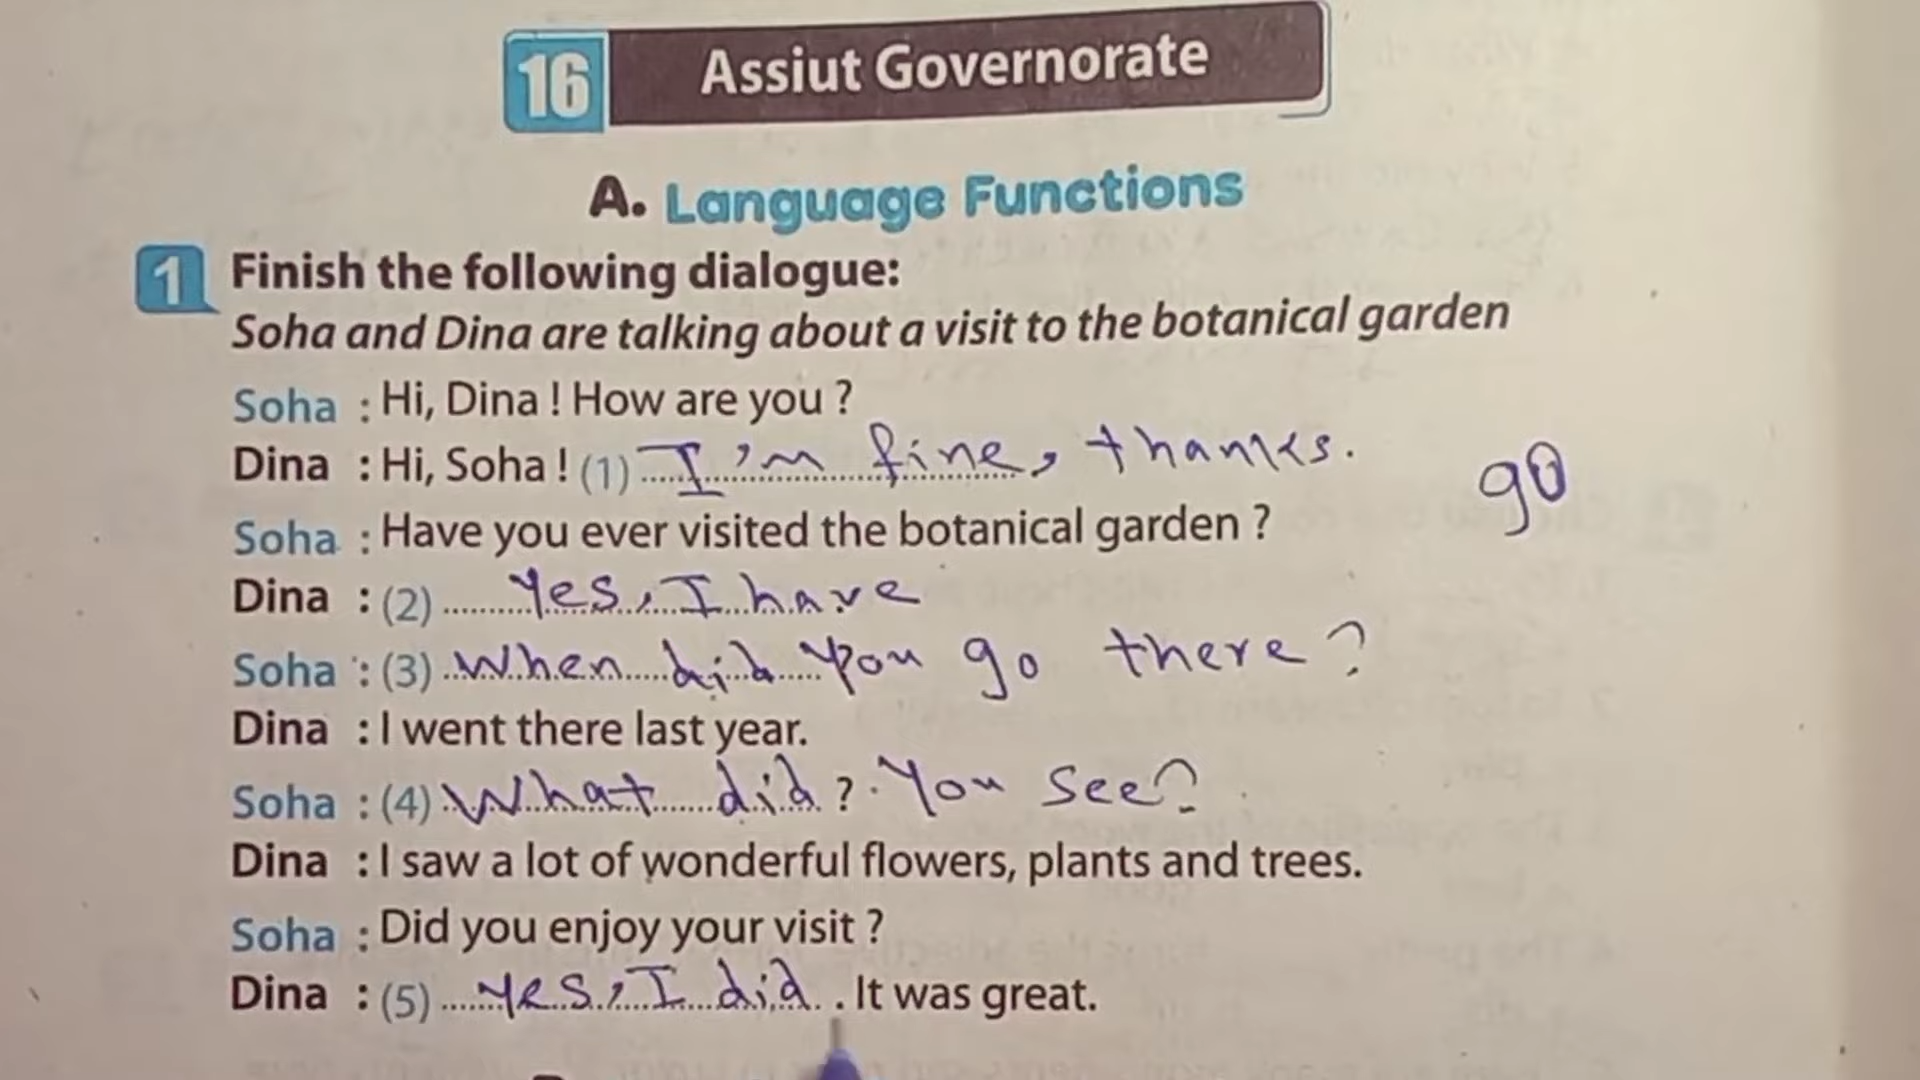 16 Assiut Governorate
A. Language Functions
1 Finish the following dialogue:
Soha and Dina are talking about a visit to the botanical garden
Soha : Hi, Dina ! How are you ?
Dina : Hi, Soha ! (1) I'm fine, thanks.
go
Soha : Have you ever visited the botanical garden ?
Dina : (2) Yes, I have
Soha : (3) When did you go there?
Dina : I went there last year.
Soha : (4) What did ? You see?
Dina : I saw a lot of wonderful flowers, plants and trees.
Soha : Did you enjoy your visit ?
Dina : (5) Yes, I did. It was great.